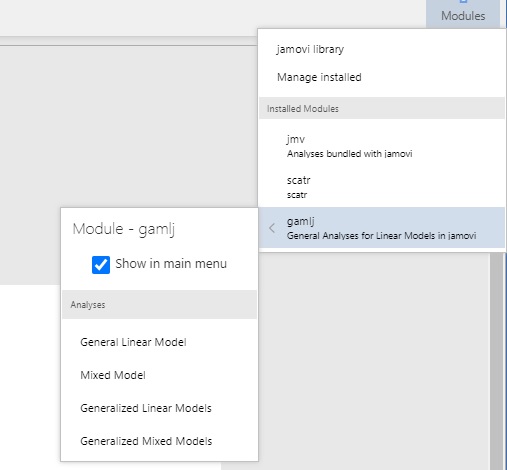 Modules
jamovi library
Manage installed
Installed Modules
jmv
Analyses bundled with jamovi
scatr
scatr
gamlj
General Analyses for Linear Models in jamovi
Module - gamlj
Show in main menu
Analyses
General Linear Model
Mixed Model
Generalized Linear Models
Generalized Mixed Models